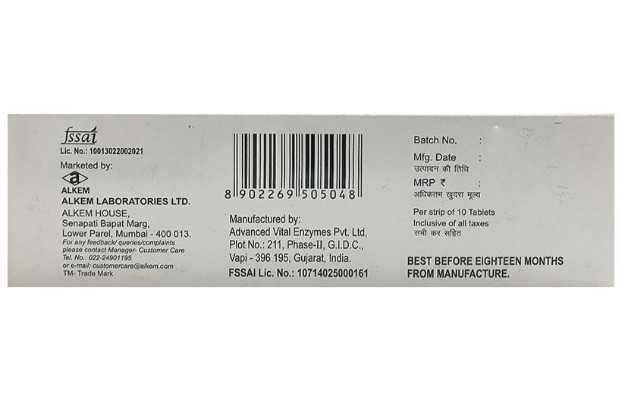 fssai
Lic. No.: 10013022002021
Marketed by:
ALKEM
ALKEM LABORATORIES LTD.
ALKEM HOUSE,
Senapati Bapat Marg,
Lower Parel, Mumbai - 400 013.
For any feedback/ queries/complaints
please contact Manager- Customer Care
Tel. No.: 022-24901195
or e-mail: customercare@alkem.com
TM- Trade Mark
8 902269 505048
Manufactured by:
Advanced Vital Enzymes Pvt. Ltd,
Plot No.: 211, Phase-II, G.I.D.C.,
Vapi - 396 195, Gujarat, India.
FSSAI Lic. No.: 10714025000161
Batch No. :
Mfg. Date :
उत्पादन की तिथि
MRP ₹ :
अधिकतम खुदरा मूल्य
Per strip of 10 Tablets
Inclusive of all taxes
सभी कर सहित
BEST BEFORE EIGHTEEN MONTHS
FROM MANUFACTURE.